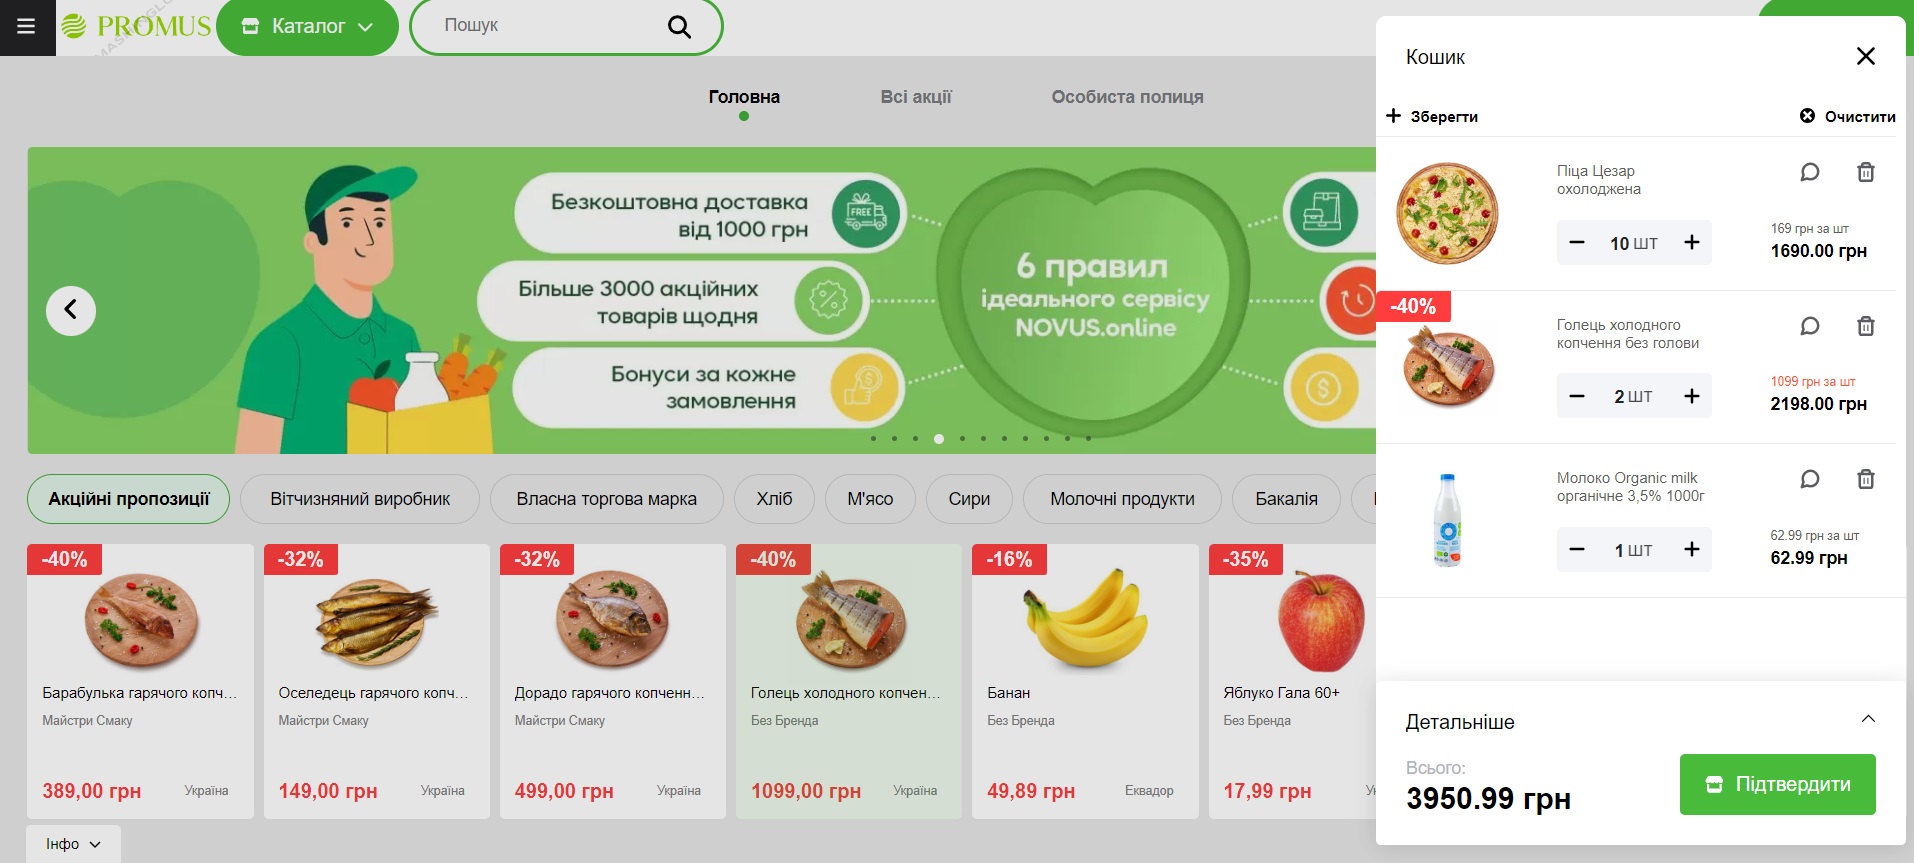 PROMUS
Каталог
Пошук
Головна
Всі акції
Особиста полиця
Безкоштовна доставка
від 1000 грн
FREE
Більше 3000 акційних
товарів щодня
Бонуси за кожне
замовлення
6 правил
ідеального сервісу
NOVUS.online
Акційні пропозиції
Вітчизняний виробник
Власна торгова марка
Хліб
М'ясо
Сири
Молочні продукти
Бакалія
-40%
Барабулька гарячого копч...
Майстри Смаку
389,00 грн
Україна
-32%
Оселедець гарячого копч...
Майстри Смаку
149,00 грн
Україна
-32%
Дорадо гарячого копченн...
Майстри Смаку
499,00 грн
Україна
-40%
Голець холодного копчен...
Без Бренда
1099,00 грн
Україна
-16%
Банан
Без Бренда
49,89 грн
Еквадор
-35%
Яблуко Гала 60+
Без Бренда
17,99 грн
Інфо
Кошик
Зберегти
Очистити
Піца Цезар
охолоджена
10 ШТ
169 грн за шт
1690.00 грн
-40%
Голець холодного
копчення без голови
2 ШТ
1099 грн за шт
2198.00 грн
Молоко Organic milk
органічне 3,5% 1000г
1 ШТ
62.99 грн за шт
62.99 грн
Детальніше
Всього:
3950.99 грн
Підтвердити